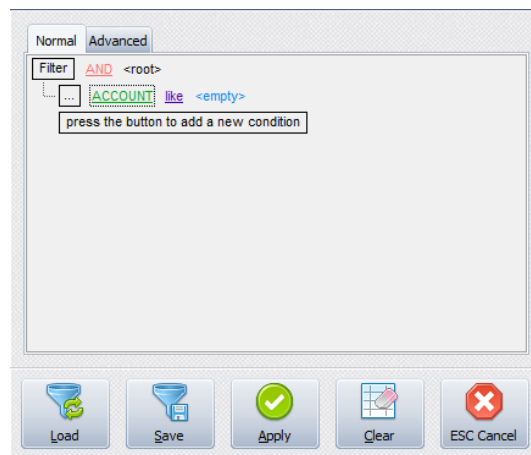 Normal Advanced
Filter AND <root>
... ACCOUNT like <empty>
press the button to add a new condition
Load Save Apply Clear ESC Cancel